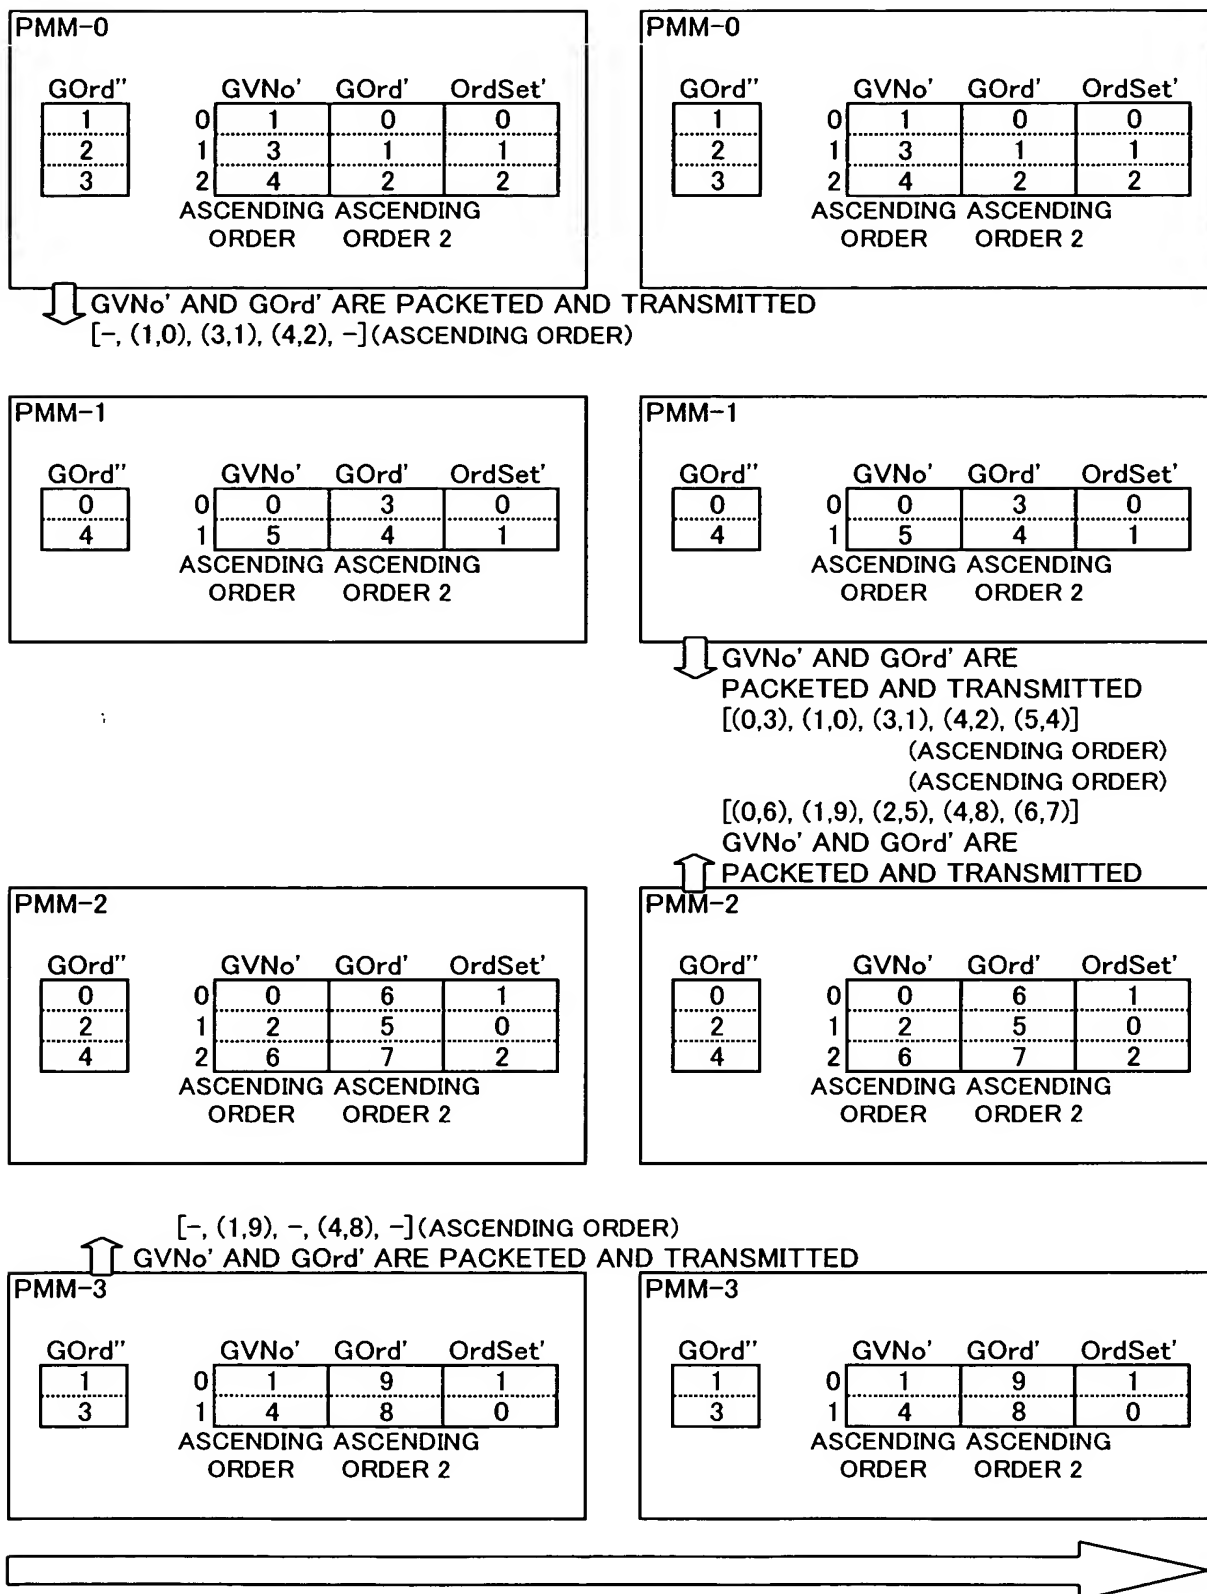 PMM-0
GOrd'' GVNo' GOrd' OrdSet'
1 0 1 0 0
2 1 3 1 1
3 2 4 2 2
ASCENDING ASCENDING
ORDER ORDER 2
PMM-0
GOrd'' GVNo' GOrd' OrdSet'
1 0 1 0 0
2 1 3 1 1
3 2 4 2 2
ASCENDING ASCENDING
ORDER ORDER 2
GVNo' AND GOrd' ARE PACKETED AND TRANSMITTED
[-, (1,0), (3,1), (4,2), -](ASCENDING ORDER)
PMM-1
GOrd'' GVNo' GOrd' OrdSet'
0 0 0 3 0
4 1 5 4 1
ASCENDING ASCENDING
ORDER ORDER 2
PMM-1
GOrd'' GVNo' GOrd' OrdSet'
0 0 0 3 0
4 1 5 4 1
ASCENDING ASCENDING
ORDER ORDER 2
GVNo' AND GOrd' ARE
PACKETED AND TRANSMITTED
[(0,3), (1,0), (3,1), (4,2), (5,4)]
(ASCENDING ORDER)
(ASCENDING ORDER)
[(0,6), (1,9), (2,5), (4,8), (6,7)]
GVNo' AND GOrd' ARE
PACKETED AND TRANSMITTED
PMM-2
GOrd'' GVNo' GOrd' OrdSet'
0 0 0 6 1
2 1 2 5 0
4 2 6 7 2
ASCENDING ASCENDING
ORDER ORDER 2
PMM-2
GOrd'' GVNo' GOrd' OrdSet'
0 0 0 6 1
2 1 2 5 0
4 2 6 7 2
ASCENDING ASCENDING
ORDER ORDER 2
[-, (1,9), -, (4,8), -](ASCENDING ORDER)
GVNo' AND GOrd' ARE PACKETED AND TRANSMITTED
PMM-3
GOrd'' GVNo' GOrd' OrdSet'
1 0 1 9 1
3 1 4 8 0
ASCENDING ASCENDING
ORDER ORDER 2
PMM-3
GOrd'' GVNo' GOrd' OrdSet'
1 0 1 9 1
3 1 4 8 0
ASCENDING ASCENDING
ORDER ORDER 2